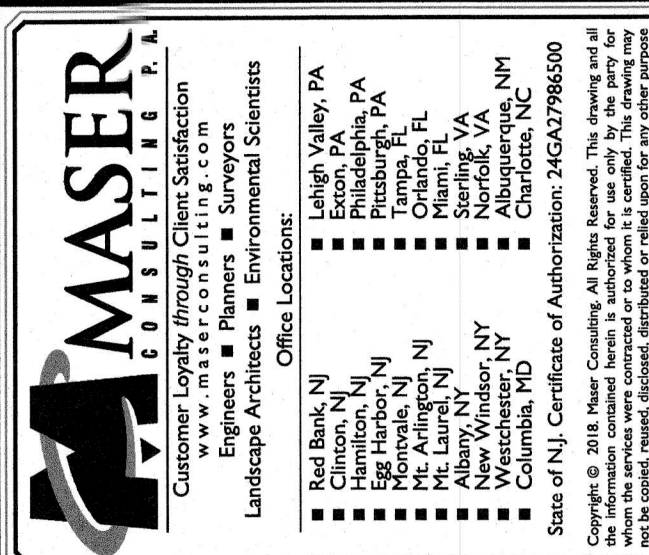 MASER
CONSULTING P.A.
Customer Loyalty through Client Satisfaction
www.maserconsulting.com
Engineers ■ Planners ■ Surveyors
Landscape Architects ■ Environmental Scientists
Office Locations:
■ Red Bank, NJ
■ Clinton, NJ
■ Hamilton, NJ
■ Egg Harbor, NJ
■ Montvale, NJ
■ Mt. Arlington, NJ
■ Mt. Laurel, NJ
■ Albany, NY
■ New Windsor, NY
■ Westchester, NY
■ Columbia, MD
■ Lehigh Valley, PA
■ Exton, PA
■ Philadelphia, PA
■ Pittsburgh, PA
■ Tampa, FL
■ Orlando, FL
■ Miami, FL
■ Sterling, VA
■ Norfolk, VA
■ Albuquerque, NM
■ Charlotte, NC
State of N.J. Certificate of Authorization: 24GA27986500
Copyright © 2018. Maser Consulting. All Rights Reserved. This drawing and all
the information contained herein is authorized for use only by the party for
whom the services were contracted or to whom it is certified. This drawing may
not be copied, reused, disclosed, distributed or relied upon for any other purpose